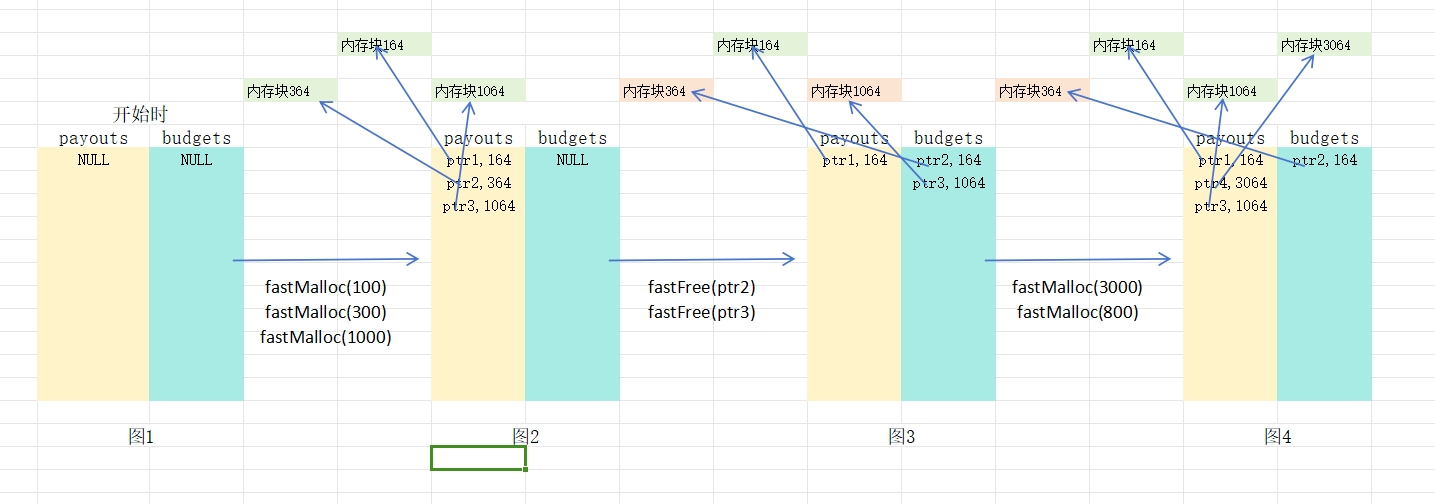 内存块164
内存块164
内存块164
内存块3064
内存块364
内存块1064
内存块364
内存块1064
内存块364
内存块1064
开始时
payouts
budgets
payouts
budgets
payouts
budgets
payouts
budgets
NULL
NULL
ptr1,164
NULL
ptr1,164
ptr2,164
ptr1,164
ptr2,164
ptr2,364
ptr3,1064
ptr4,3064
ptr3,1064
ptr3,1064
fastMalloc(100)
fastMalloc(300)
fastMalloc(1000)
fastFree(ptr2)
fastFree(ptr3)
fastMalloc(3000)
fastMalloc(800)
图1
图2
图3
图4